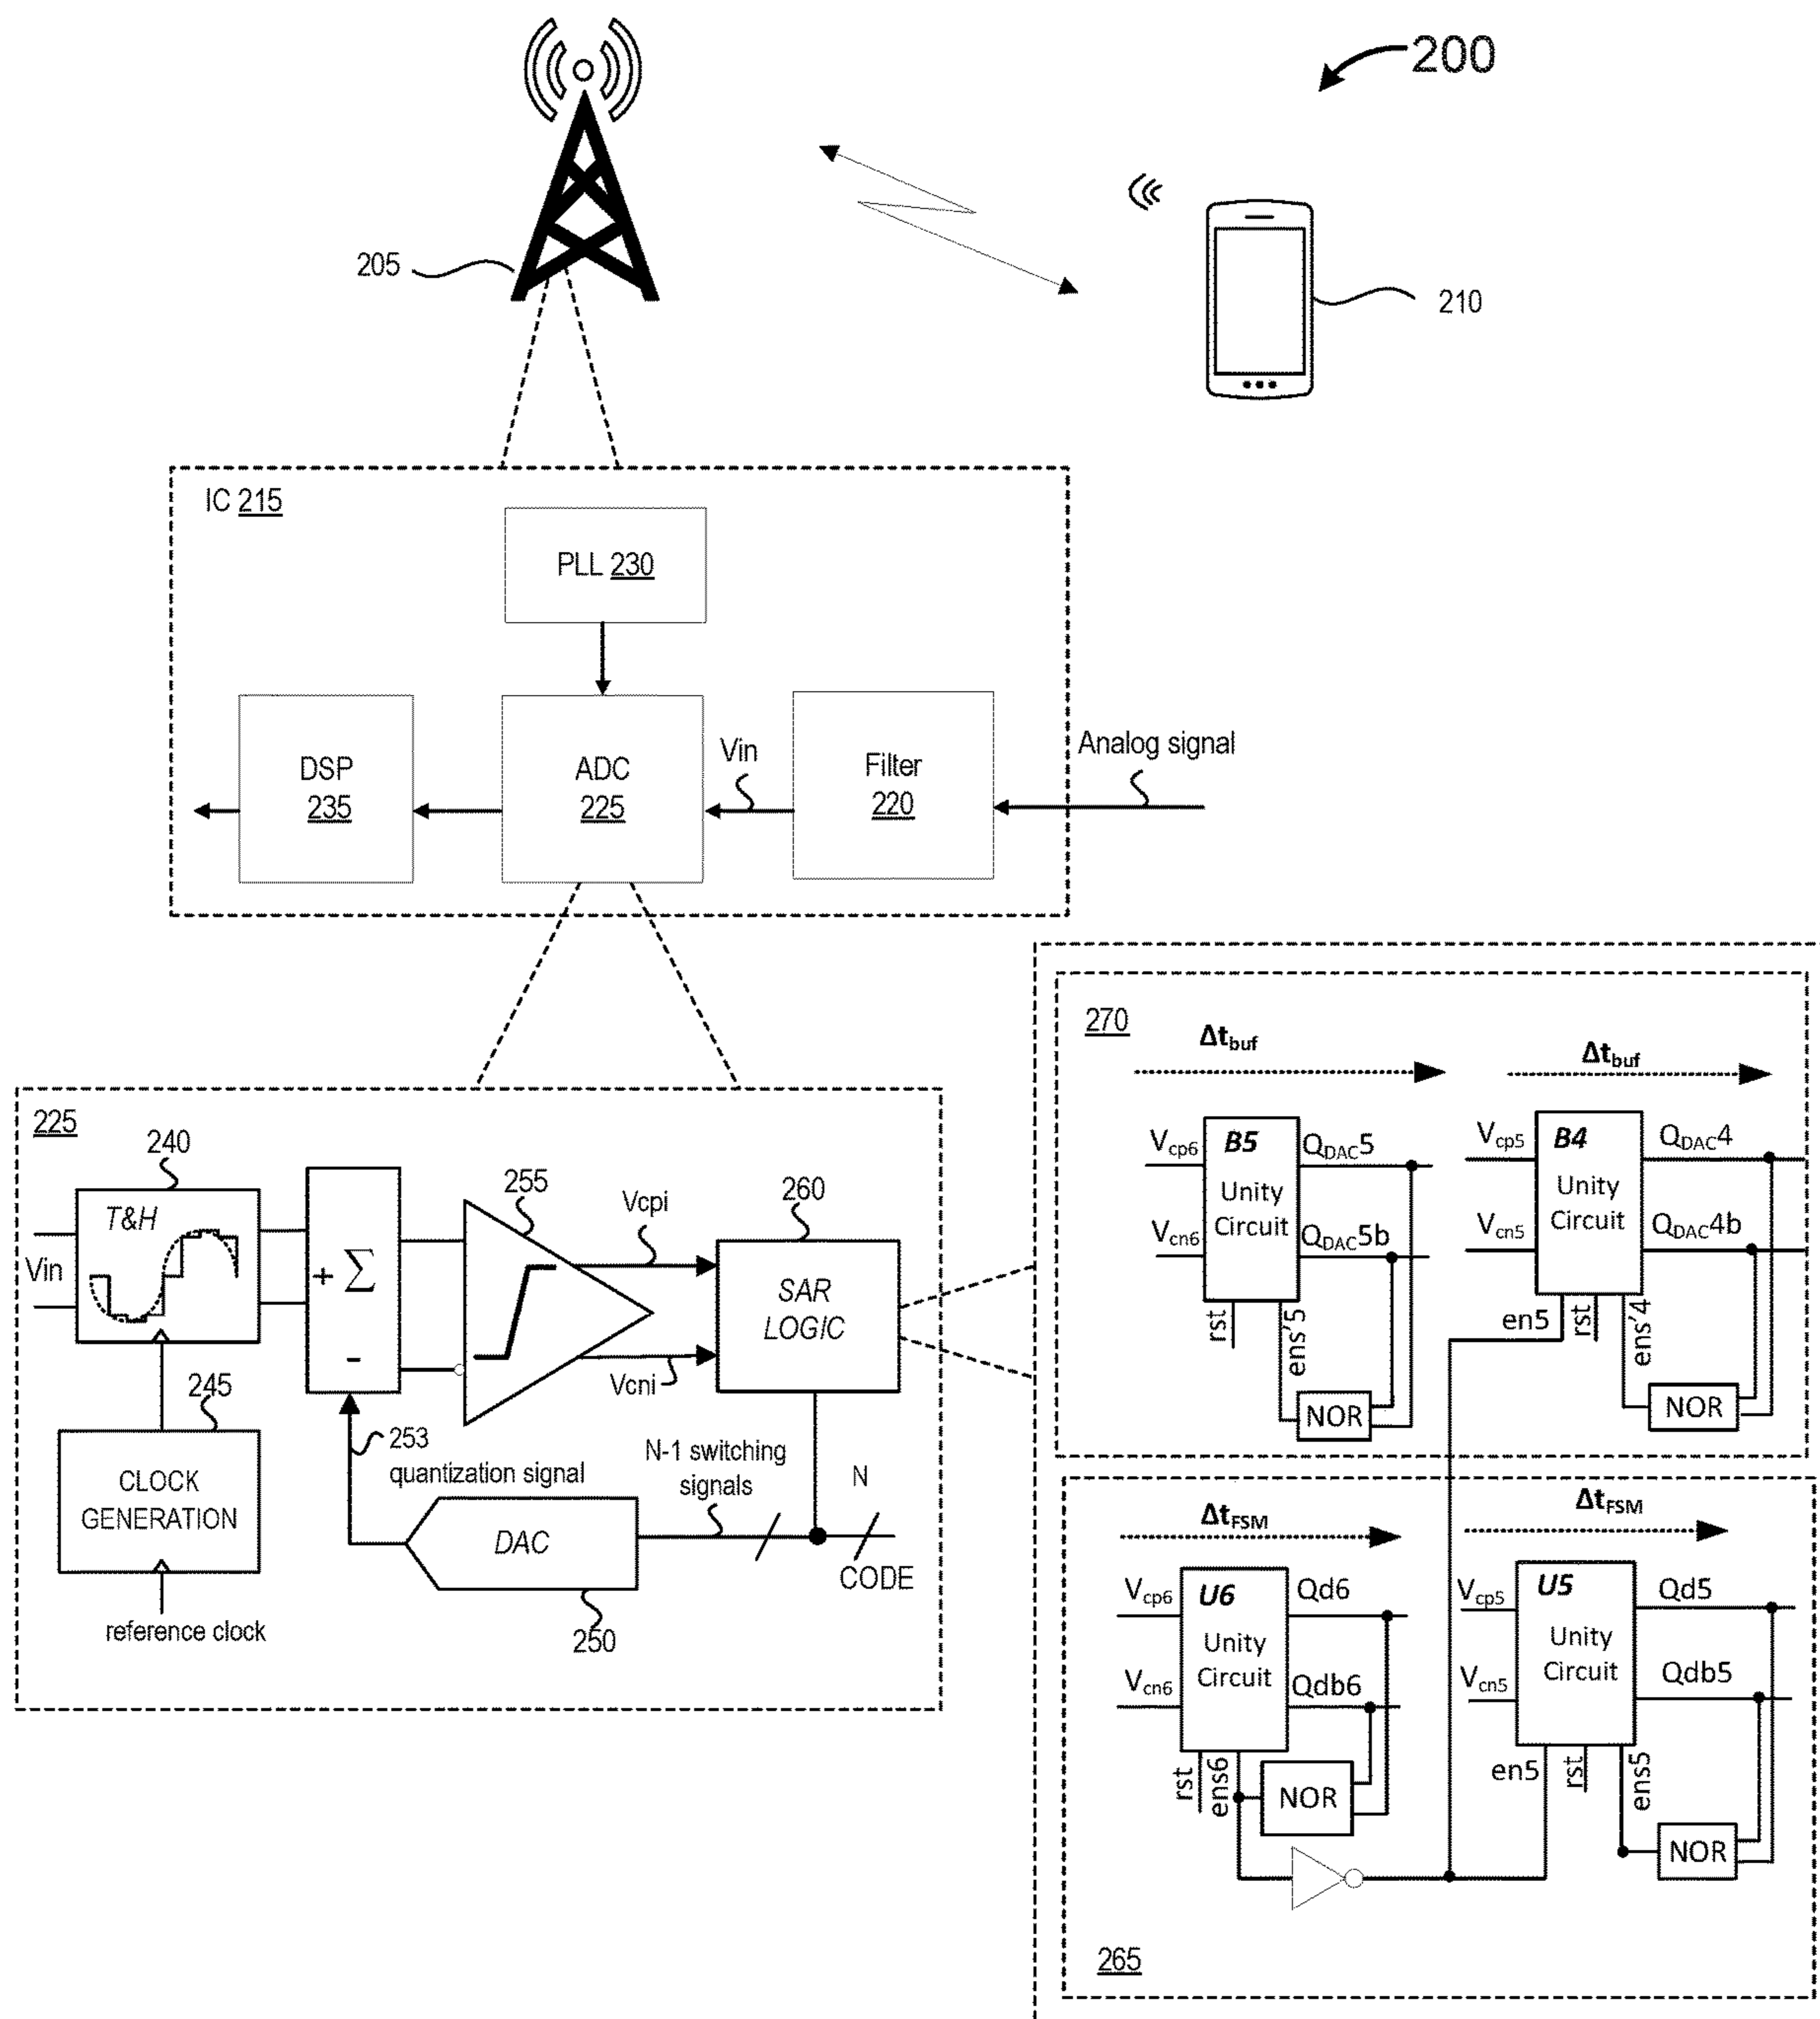 200
205
210
IC 215
PLL 230
DSP
235
ADC
225
Vin
Filter
220
Analog signal
225
240
T&H
Vin
+
Σ
-
255
Vcpi
Vcni
260
SAR
LOGIC
245
CLOCK
GENERATION
reference clock
253
quantization signal
N-1 switching
signals
N
CODE
DAC
250
270
Δtbuf
Δtbuf
Vcp6
B5
QDAC5
Unity
Circuit
Vcn6
QDAC5b
rst
ens'5
NOR
Vcp5
B4
QDAC4
Unity
Circuit
Vcn5
QDAC4b
en5
rst
ens'4
NOR
ΔtFSM
ΔtFSM
Vcp6
U6
Qd6
Unity
Circuit
Vcn6
Qdb6
rst
ens6
NOR
Vcp5
U5
Qd5
Unity
Circuit
Vcn5
Qdb5
en5
rst
ens5
NOR
265